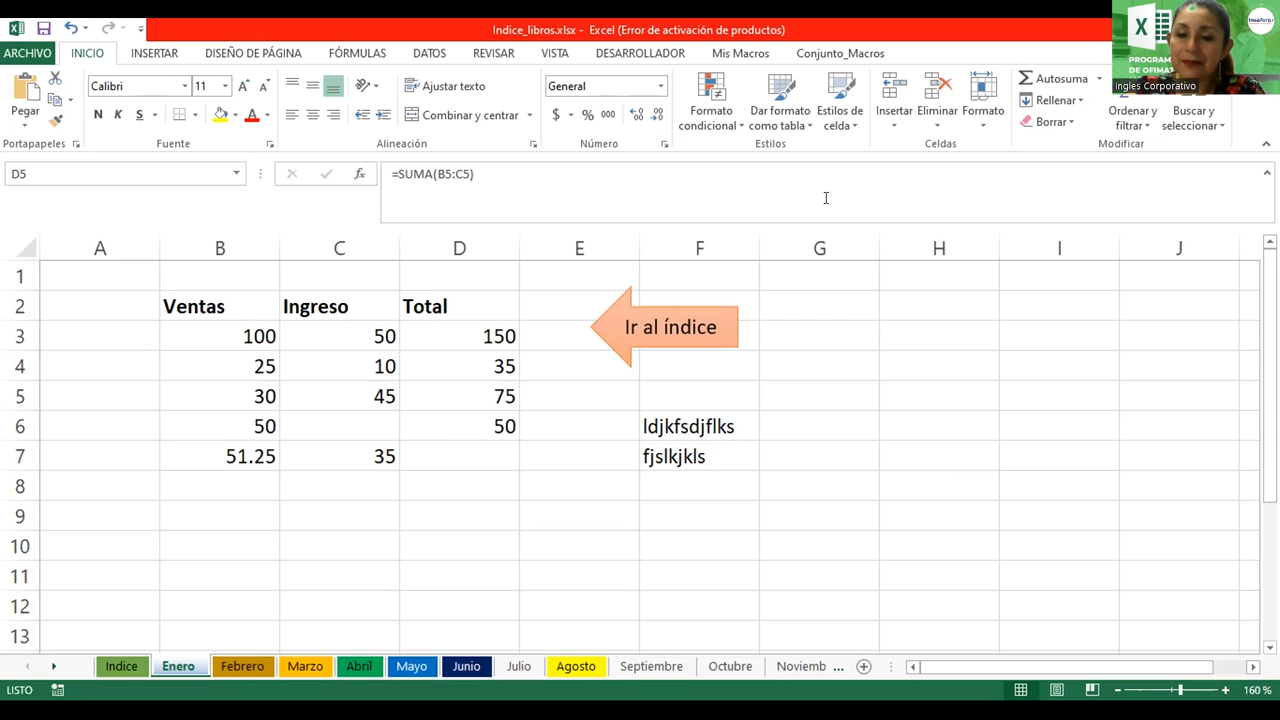 Indice_libros.xlsx - Excel (Error de activación de productos)
ARCHIVO INICIO INSERTAR DISEÑO DE PÁGINA FÓRMULAS DATOS REVISAR VISTA DESARROLLADOR Mis Macros Conjunto_Macros
PROGRAM
DE OFIMA
Ingles Corporativo
Pegar
Calibri 11
N K S
Ajustar texto
Combinar y centrar
General
$ % 000
Formato condicional
Dar formato como tabla
Estilos de celda
Insertar
Eliminar
Formato
Autosuma
Rellenar
Borrar
Ordenar y filtrar
Buscar y seleccionar
Portapapeles Fuente Alineación Número Estilos Celdas Modificar
D5 fx =SUMA(B5:C5)
A B C D E F G H I J
1
2 Ventas Ingreso Total
3 100 50 150
Ir al índice
4 25 10 35
5 30 45 75
6 50 50 ldjkfsdjflks
7 51.25 35 fjslkjkls
8
9
10
11
12
13
Indice Enero Febrero Marzo Abril Mayo Junio Julio Agosto Septiembre Octubre Noviemb ...
LISTO 160 %